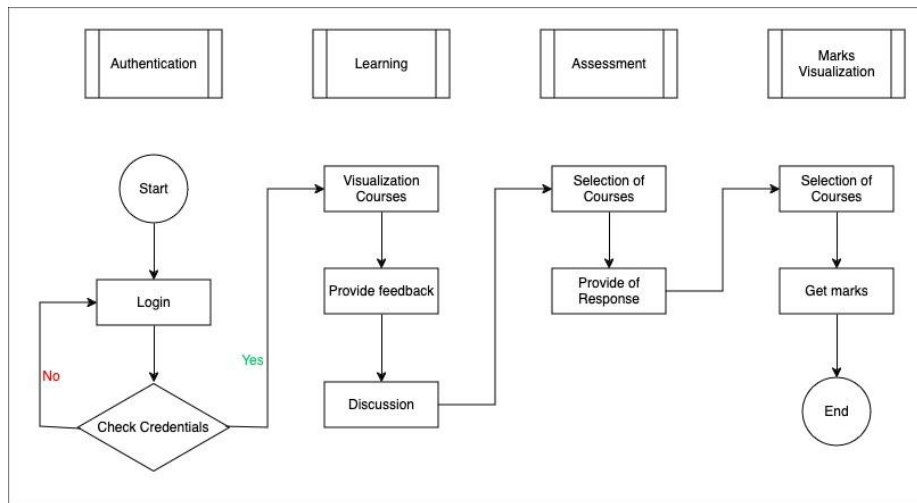 Authentication
Learning
Assessment
Marks
Visualization
Start
Visualization
Courses
Selection of
Courses
Selection of
Courses
Login
Provide feedback
Provide of
Response
Get marks
No
Yes
Check Credentials
Discussion
End